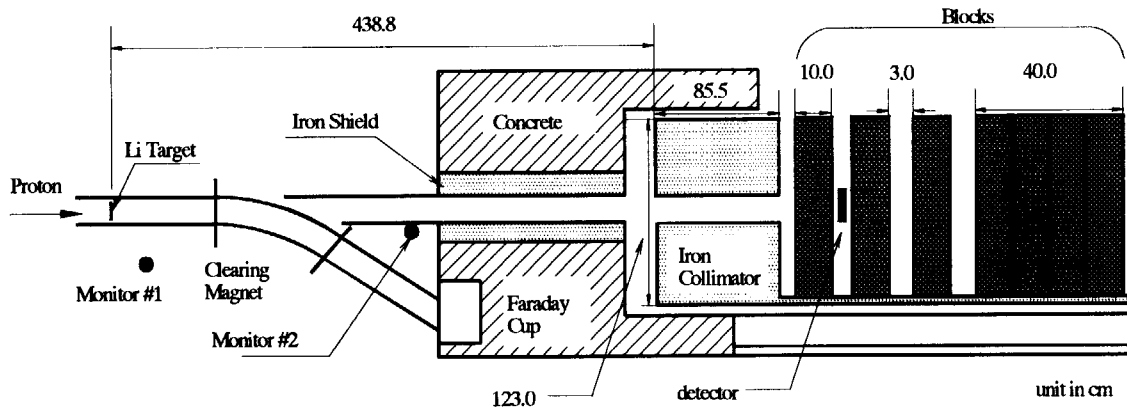 438.8
Blocks
10.0
3.0
40.0
85.5
Iron Shield
Concrete
Li Target
Proton
Clearing
Magnet
Iron
Collimator
Monitor #1
Faraday
Cup
Monitor #2
123.0
detector
unit in cm